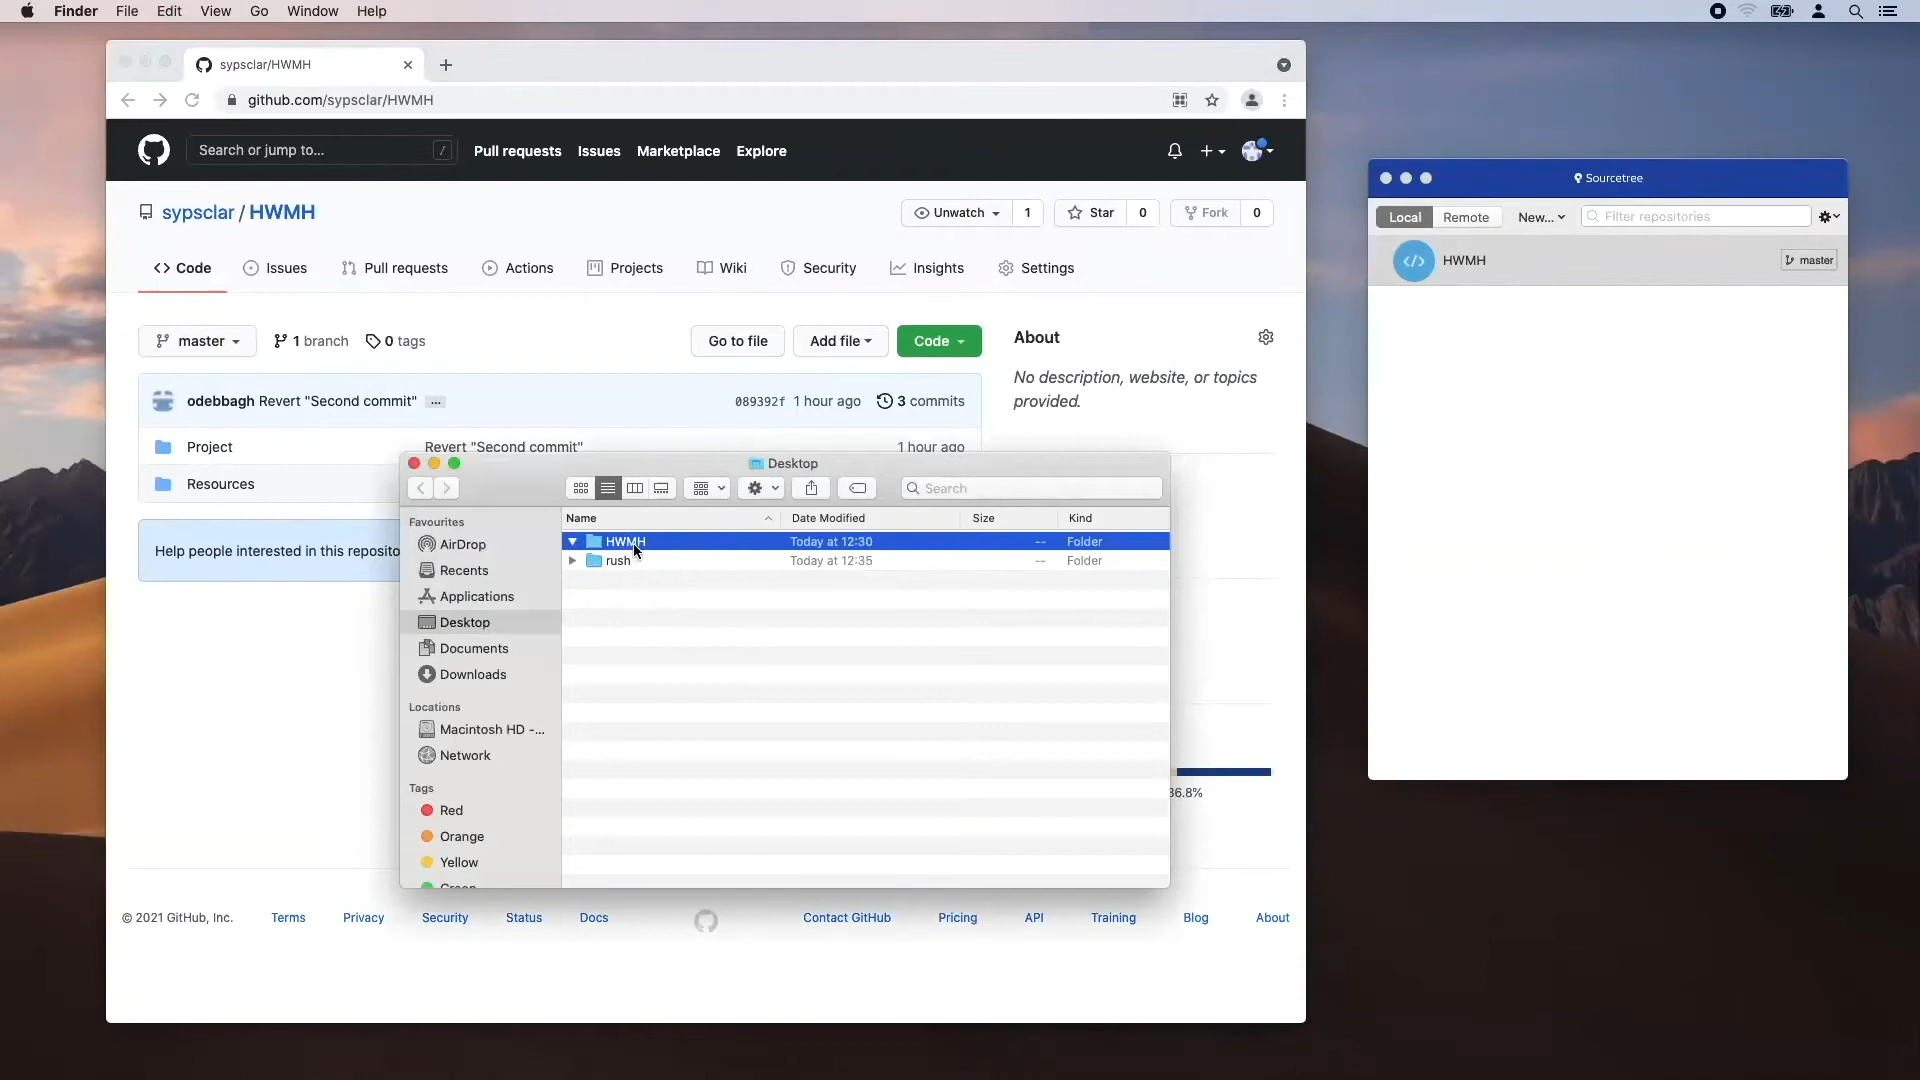 Finder File Edit View Go Window Help
sypsclar/HWMH
github.com/sypsclar/HWMH
Search or jump to... / Pull requests Issues Marketplace Explore
sypsclar / HWMH Unwatch 1 Star 0 Fork 0
Code Issues Pull requests Actions Projects Wiki Security Insights Settings
master 1 branch 0 tags Go to file Add file Code
odebbagh Revert "Second commit" ... 089392f 1 hour ago 3 commits
Project Revert "Second commit" 1 hour ago
Resources
Help people interested in this reposito
About
No description, website, or topics
provided.
36.8%
© 2021 GitHub, Inc. Terms Privacy Security Status Docs Contact GitHub Pricing API Training Blog About
Desktop
Search
Favourites
AirDrop
Recents
Applications
Desktop
Documents
Downloads
Locations
Macintosh HD -...
Network
Tags
Red
Orange
Yellow
Green
Name Date Modified Size Kind
HWMH Today at 12:30 -- Folder
rush Today at 12:35 -- Folder
Sourcetree
Local Remote New... Filter repositories
HWMH master